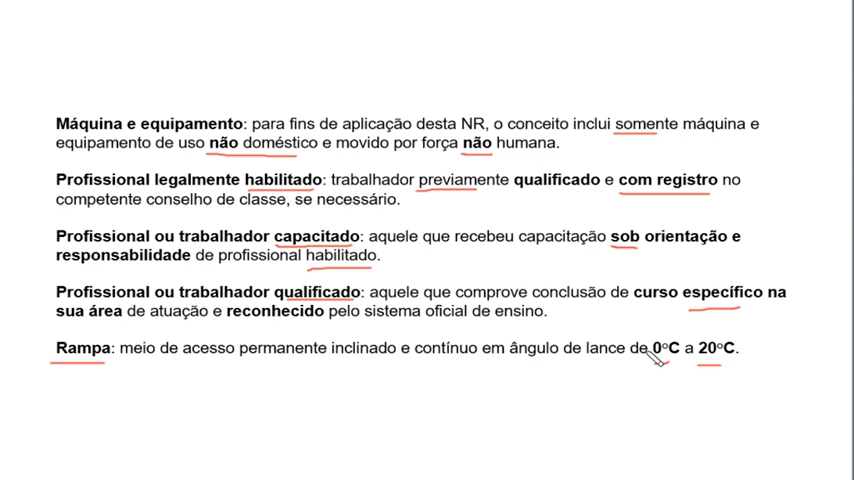 Máquina e equipamento: para fins de aplicação desta NR, o conceito inclui somente máquina e
equipamento de uso não doméstico e movido por força não humana.
Profissional legalmente habilitado: trabalhador previamente qualificado e com registro no
competente conselho de classe, se necessário.
Profissional ou trabalhador capacitado: aquele que recebeu capacitação sob orientação e
responsabilidade de profissional habilitado.
Profissional ou trabalhador qualificado: aquele que comprove conclusão de curso específico na
sua área de atuação e reconhecido pelo sistema oficial de ensino.
Rampa: meio de acesso permanente inclinado e contínuo em ângulo de lance de 0ºC a 20ºC.